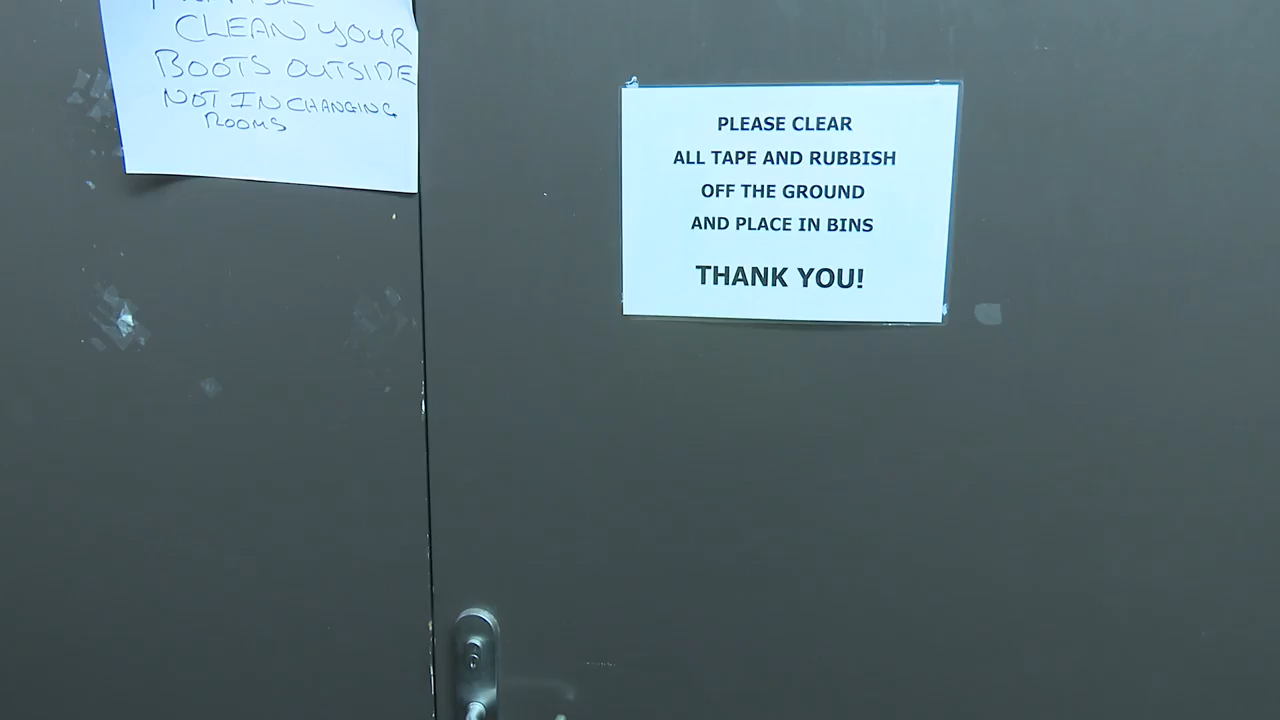 CLEAN YOUR
BOOTS OUTSIDE
NOT IN CHANGING
ROOMS
PLEASE CLEAR
ALL TAPE AND RUBBISH
OFF THE GROUND
AND PLACE IN BINS
THANK YOU!